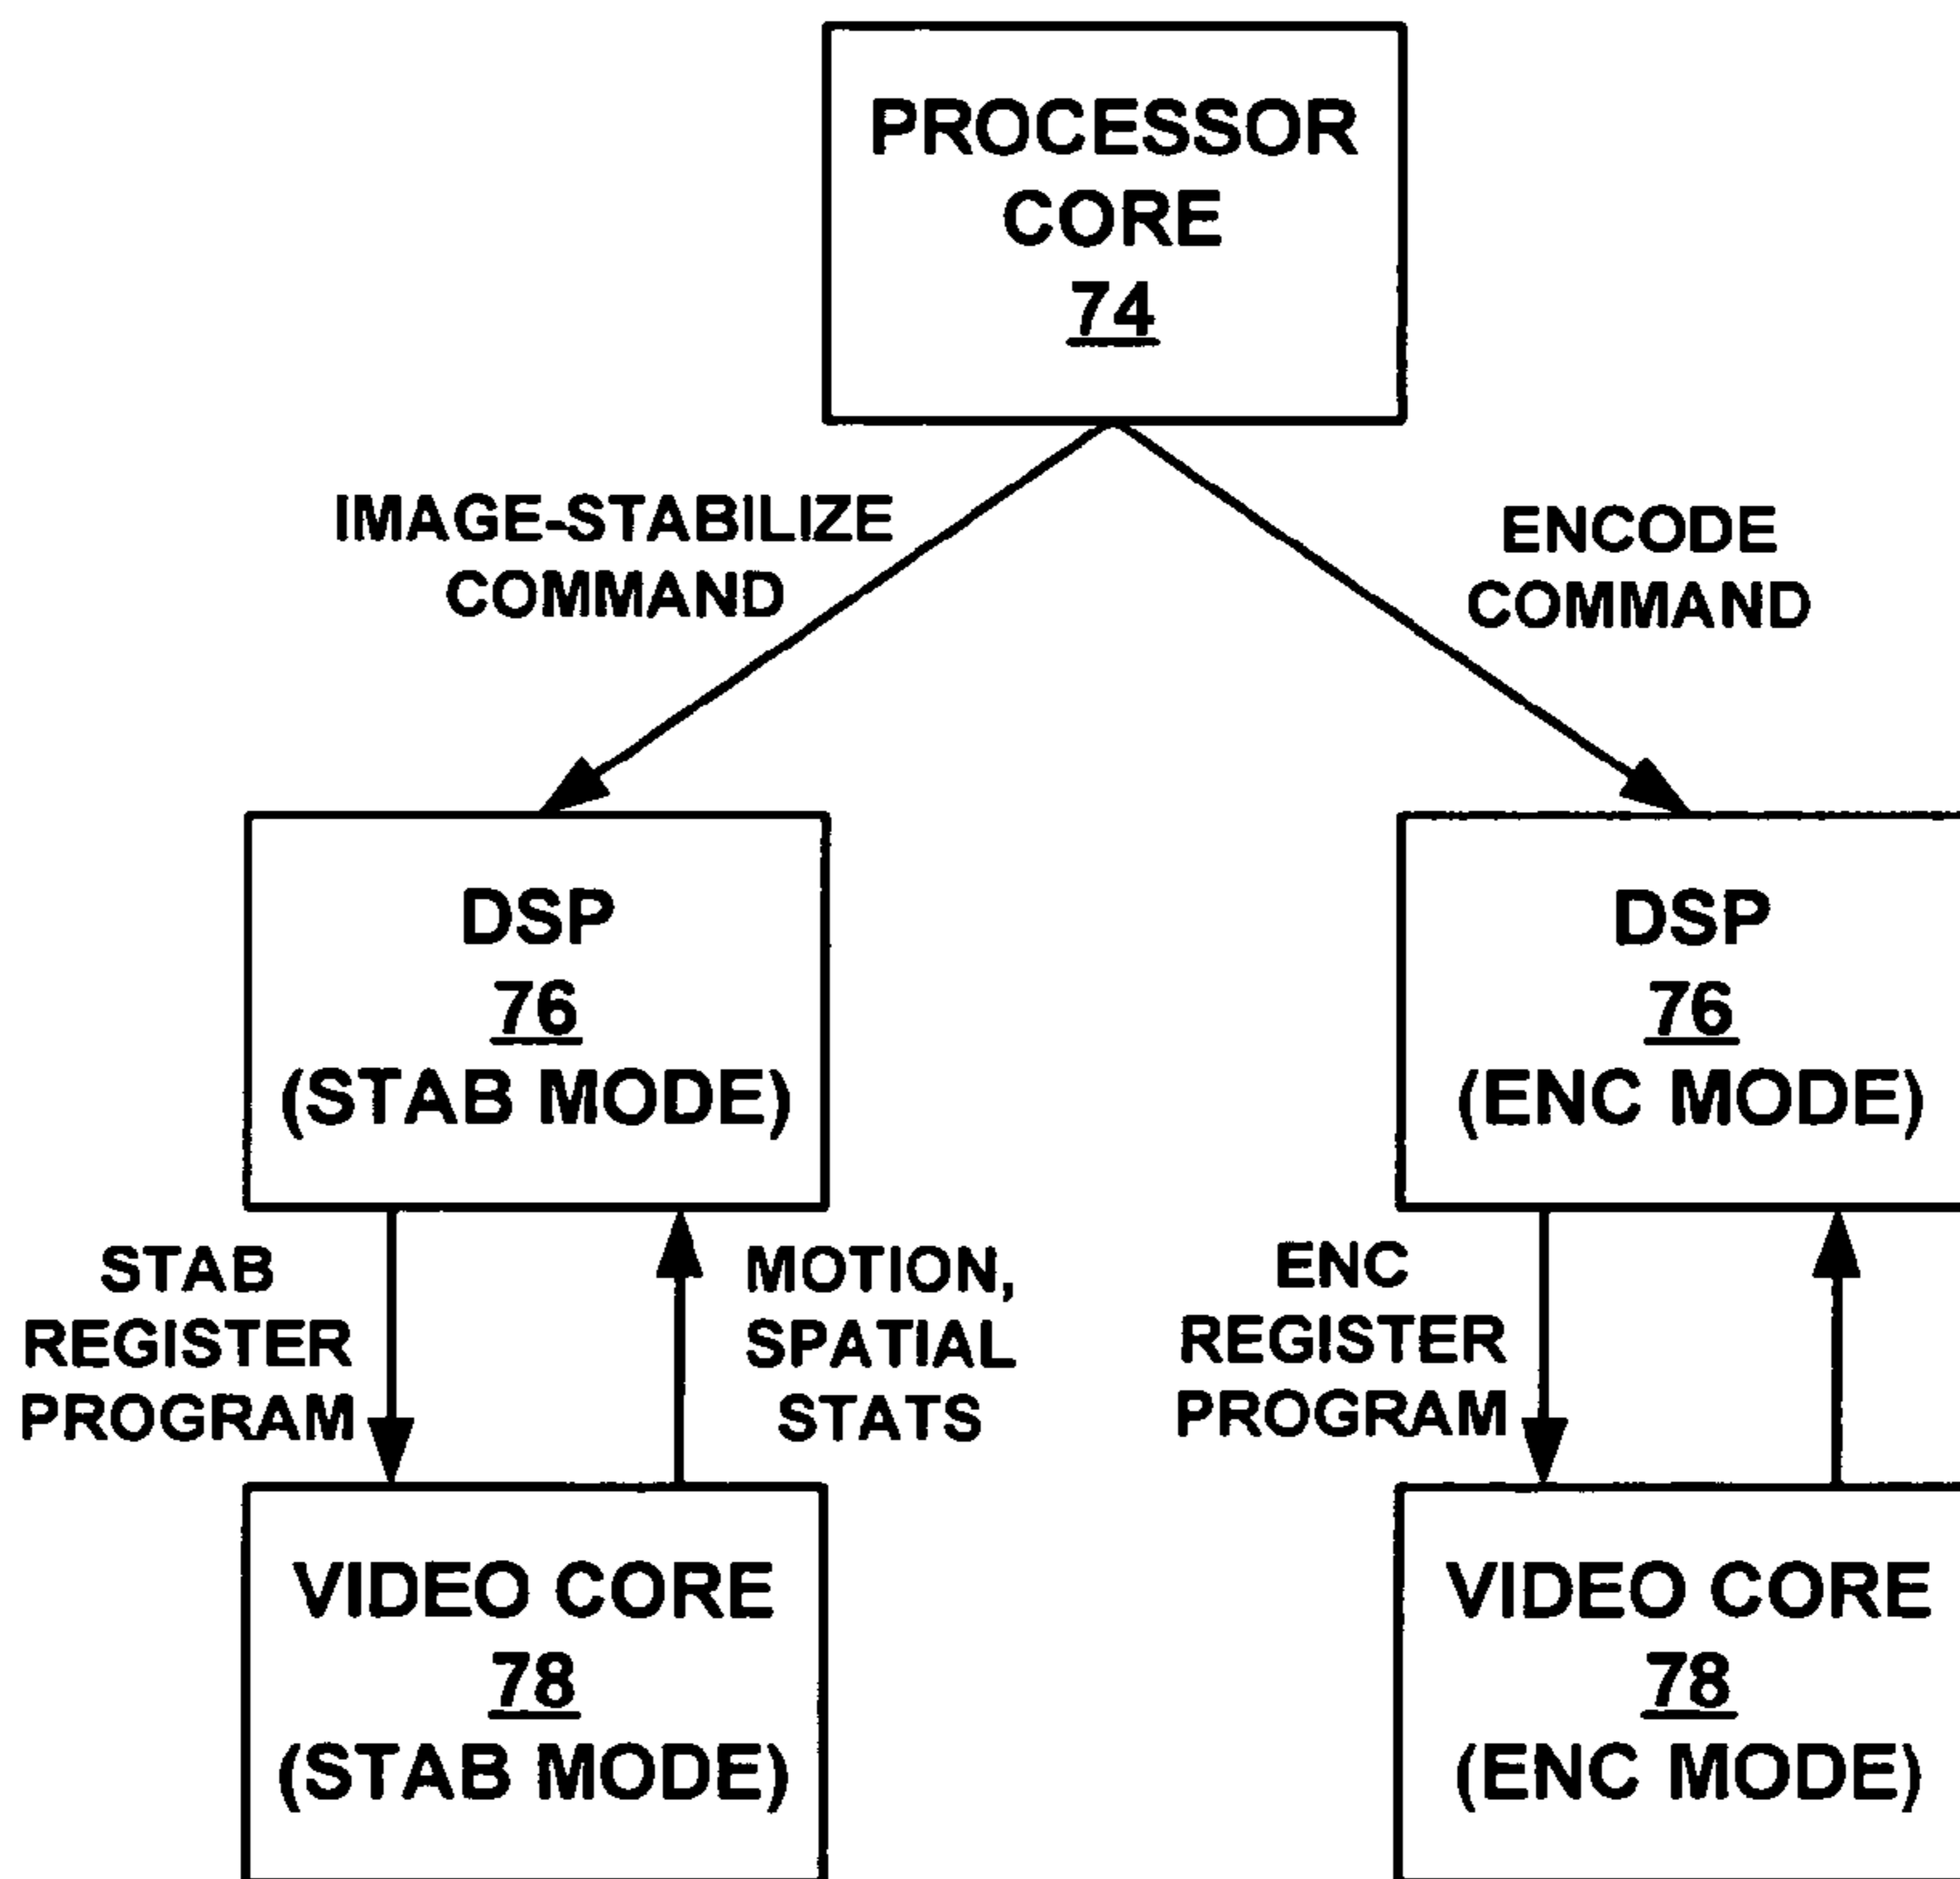 PROCESSOR
CORE
74
IMAGE-STABILIZE
COMMAND
ENCODE
COMMAND
DSP
76
(STAB MODE)
DSP
76
(ENC MODE)
STAB
REGISTER
PROGRAM
MOTION,
SPATIAL
STATS
ENC
REGISTER
PROGRAM
VIDEO CORE
78
(STAB MODE)
VIDEO CORE
78
(ENC MODE)